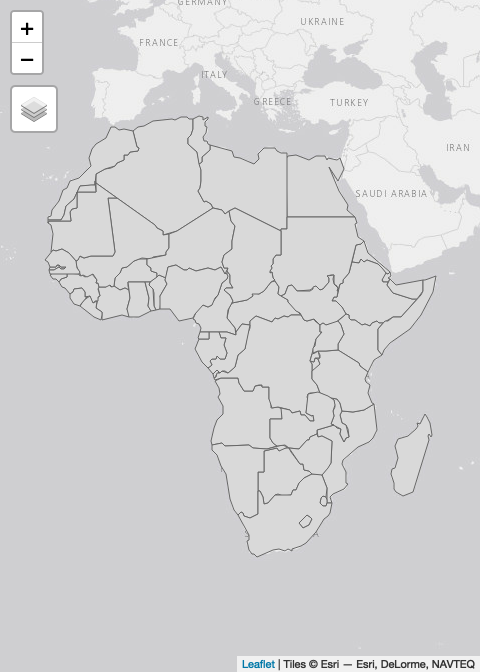 GERMANY
UKRAINE
FRANCE
ITALY
GREECE
TURKEY
IRAN
SAUDI ARABIA
+
−
Leaflet | Tiles © Esri — Esri, DeLorme, NAVTEQ